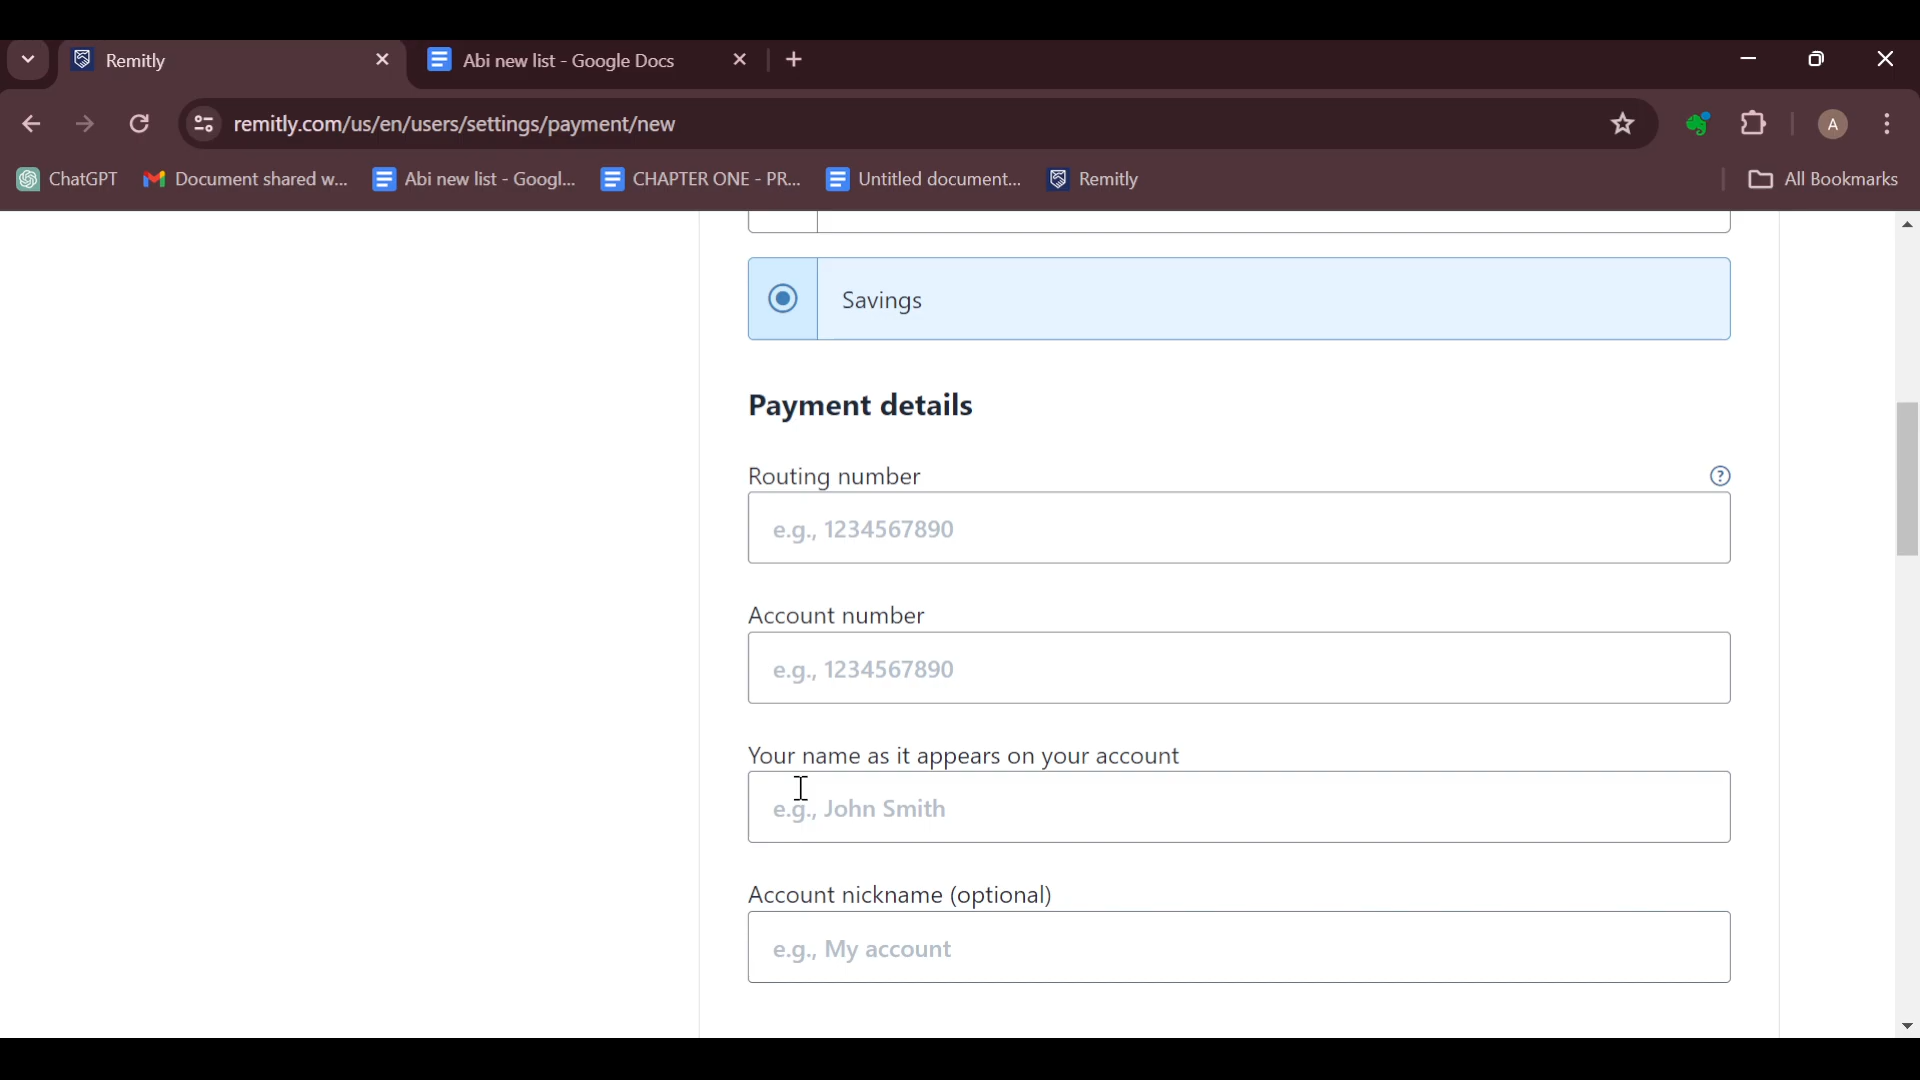 Remitly
Abi new list - Google Docs
remitly.com/us/en/users/settings/payment/new
A
ChatGPT
Document shared w...
Abi new list - Googl...
CHAPTER ONE - PR...
Untitled document...
Remitly
All Bookmarks
Savings
Payment details
Routing number
?
e.g., 1234567890
Account number
e.g., 1234567890
Your name as it appears on your account
e.g., John Smith
Account nickname (optional)
e.g., My account